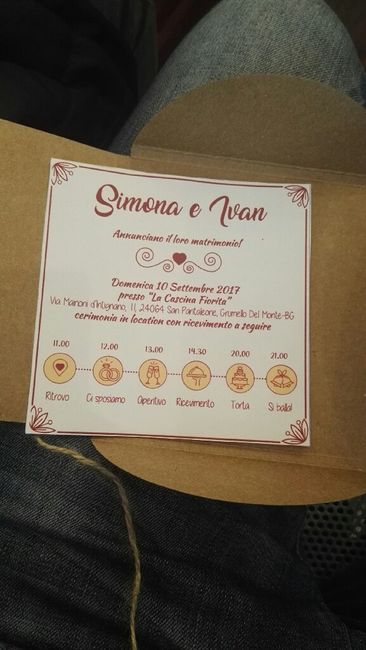 Simona e Ivan
Annunciano il loro matrimonio!
Domenica 10 Settembre 2017
presso "La Cascina Fiorita"
Via Maironi d'Intignano, 11, 24064 San Pantaleone, Grumello Del Monte-BG
cerimonia in location con ricevimento a seguire
11.00 12.00 13.00 14.30 20.00 21.00
Ritrovo Ci sposiamo Aperitivo Ricevimento Torta Si balla!